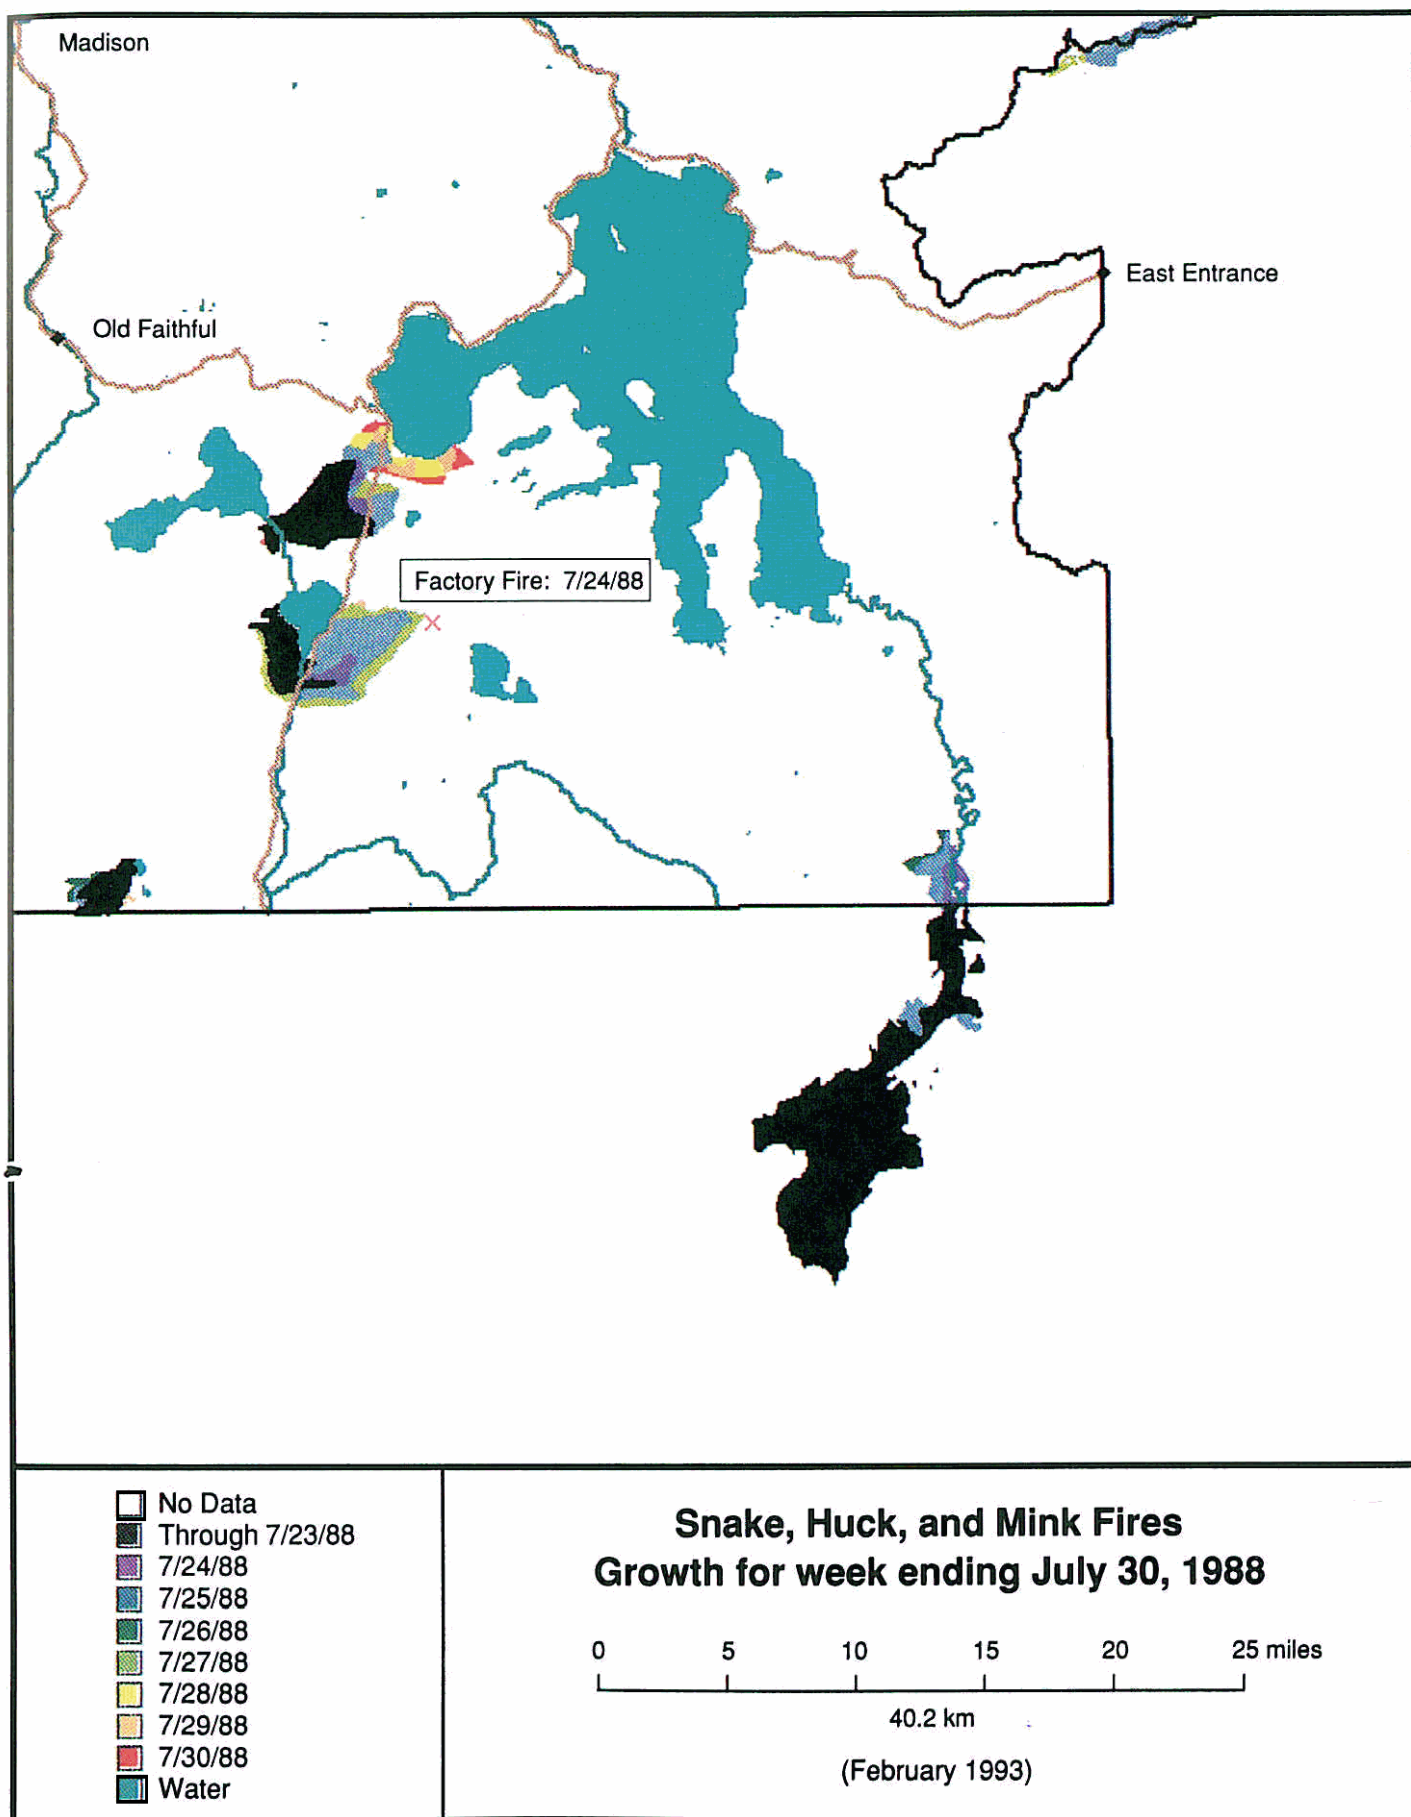 Madison
East Entrance
Old Faithful
Factory Fire: 7/24/88
No Data
Through 7/23/88
7/24/88
7/25/88
7/26/88
7/27/88
7/28/88
7/29/88
7/30/88
Water
Snake, Huck, and Mink Fires
Growth for week ending July 30, 1988
0 5 10 15 20 25 miles
40.2 km
(February 1993)